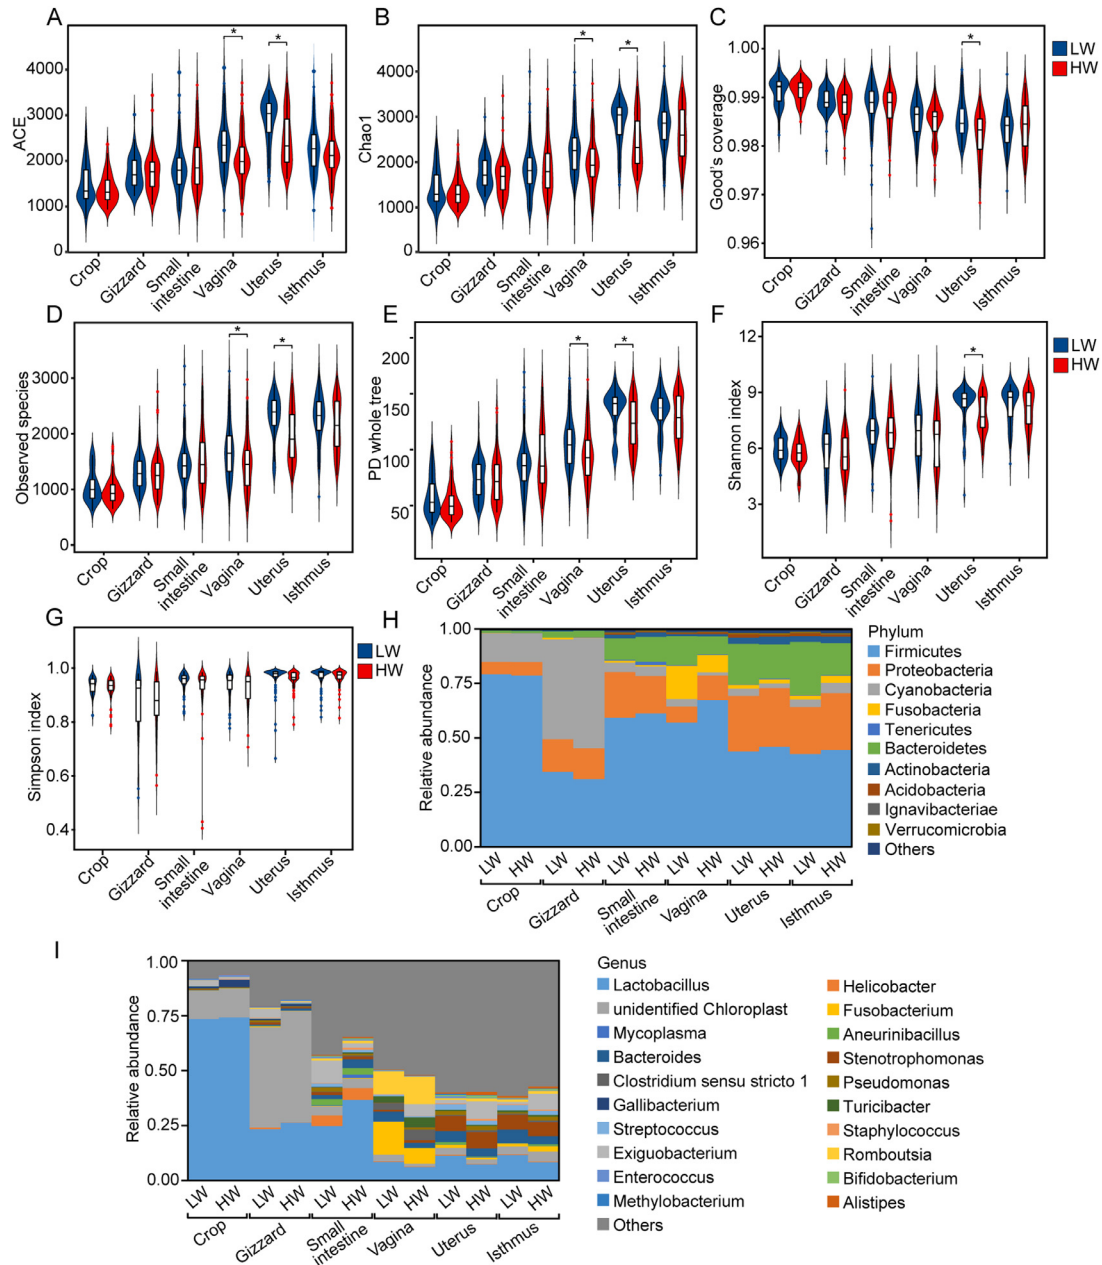 A
ACE
4000
3000
2000
1000
0
*
*
Crop
Gizzard
Small
intestine
Vagina
Uterus
Isthmus
B
Chao1
4000
3000
2000
1000
0
*
*
Crop
Gizzard
Small
intestine
Vagina
Uterus
Isthmus
C
Good's coverage
1.00
0.99
0.98
0.97
0.96
*
Crop
Gizzard
Small
intestine
Vagina
Uterus
Isthmus
LW
HW
D
Observed species
3000
2000
1000
0
*
*
Crop
Gizzard
Small
intestine
Vagina
Uterus
Isthmus
E
PD whole tree
200
150
100
50
*
*
Crop
Gizzard
Small
intestine
Vagina
Uterus
Isthmus
F
Shannon index
12
9
6
3
*
Crop
Gizzard
Small
intestine
Vagina
Uterus
Isthmus
LW
HW
G
Simpson index
1.0
0.8
0.6
0.4
Crop
Gizzard
Small
intestine
Vagina
Uterus
Isthmus
LW
HW
H
Relative abundance
1.00
0.75
0.50
0.25
0.00
LW HW LW HW LW HW LW HW LW HW LW HW
Crop
Gizzard
Small
intestine
Vagina
Uterus
Isthmus
Phylum
Firmicutes
Proteobacteria
Cyanobacteria
Fusobacteria
Tenericutes
Bacteroidetes
Actinobacteria
Acidobacteria
Ignavibacteriae
Verrucomicrobia
Others
I
Relative abundance
1.00
0.75
0.50
0.25
0.00
LW HW LW HW LW HW LW HW LW HW LW HW
Crop
Gizzard
Small
intestine
Vagina
Uterus
Isthmus
Genus
Lactobacillus
unidentified Chloroplast
Mycoplasma
Bacteroides
Clostridium sensu stricto 1
Gallibacterium
Streptococcus
Exiguobacterium
Enterococcus
Methylobacterium
Others
Helicobacter
Fusobacterium
Aneurinibacillus
Stenotrophomonas
Pseudomonas
Turicibacter
Staphylococcus
Romboutsia
Bifidobacterium
Alistipes